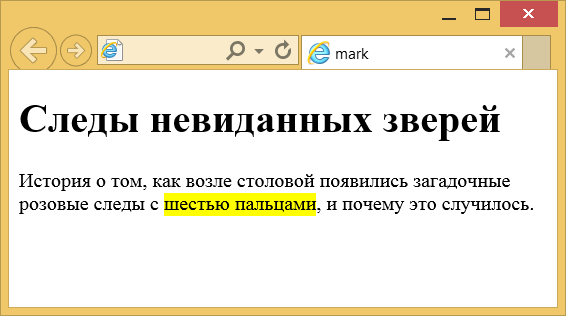 mark
Следы невиданных зверей
История о том, как возле столовой появились загадочные
розовые следы с шестью пальцами, и почему это случилось.